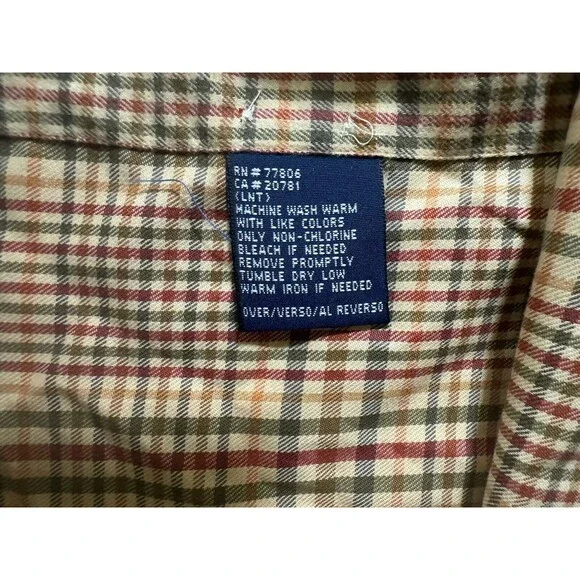 RN # 77806
CA # 20781
(LNT)
MACHINE WASH WARM
WITH LIKE COLORS
ONLY NON-CHLORINE
BLEACH IF NEEDED
REMOVE PROMPTLY
TUMBLE DRY LOW
WARM IRON IF NEEDED
OVER/VERSO/AL REVERSO